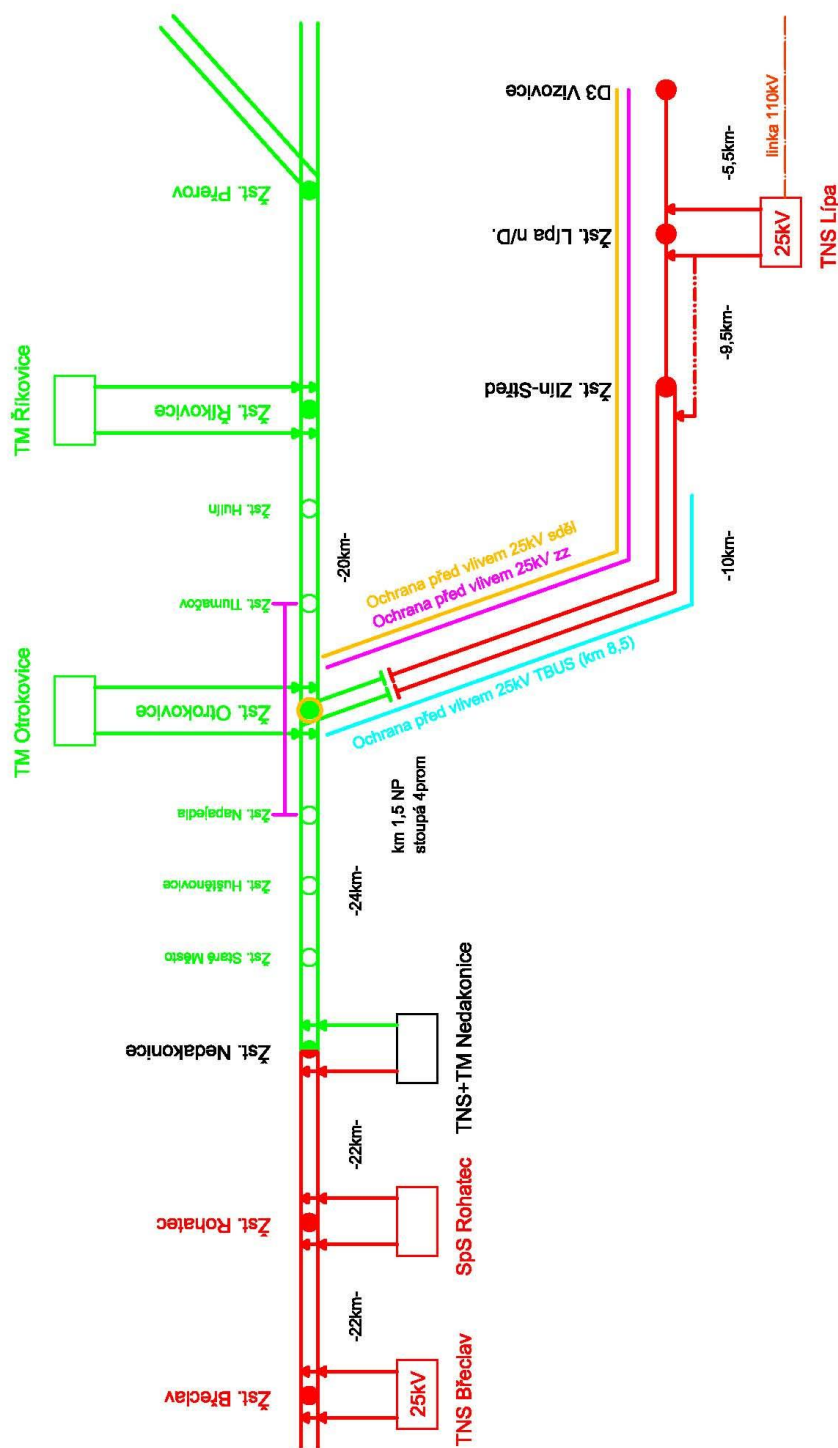 Žst. Přerov
TM Říkovice
Žst. Říkovice
Žst. Hulín
-20km-
Žst. Tlumačov
TM Otrokovice
Žst. Otrokovice
Žst. Napajedla
Žst. Huštěnovice
-24km-
Žst. Staré Město
Žst. Nedakonice
TNS+TM Nedakonice
-22km-
Žst. Rohatec
SpS Rohatec
-22km-
Žst. Břeclav
25kV
TNS Břeclav
D3 Vizovice
-5,5km-
linka 110kV
Žst. Lípa n/D.
25kV
TNS Lípa
-9,5km-
Žst. Zlín-Střed
-10km-
Ochrana před vlivem 25kV sděl
Ochrana před vlivem 25kV zz
Ochrana před vlivem 25kV TBUS (km 8,5)
km 1,5 NP
stoupá 4prom